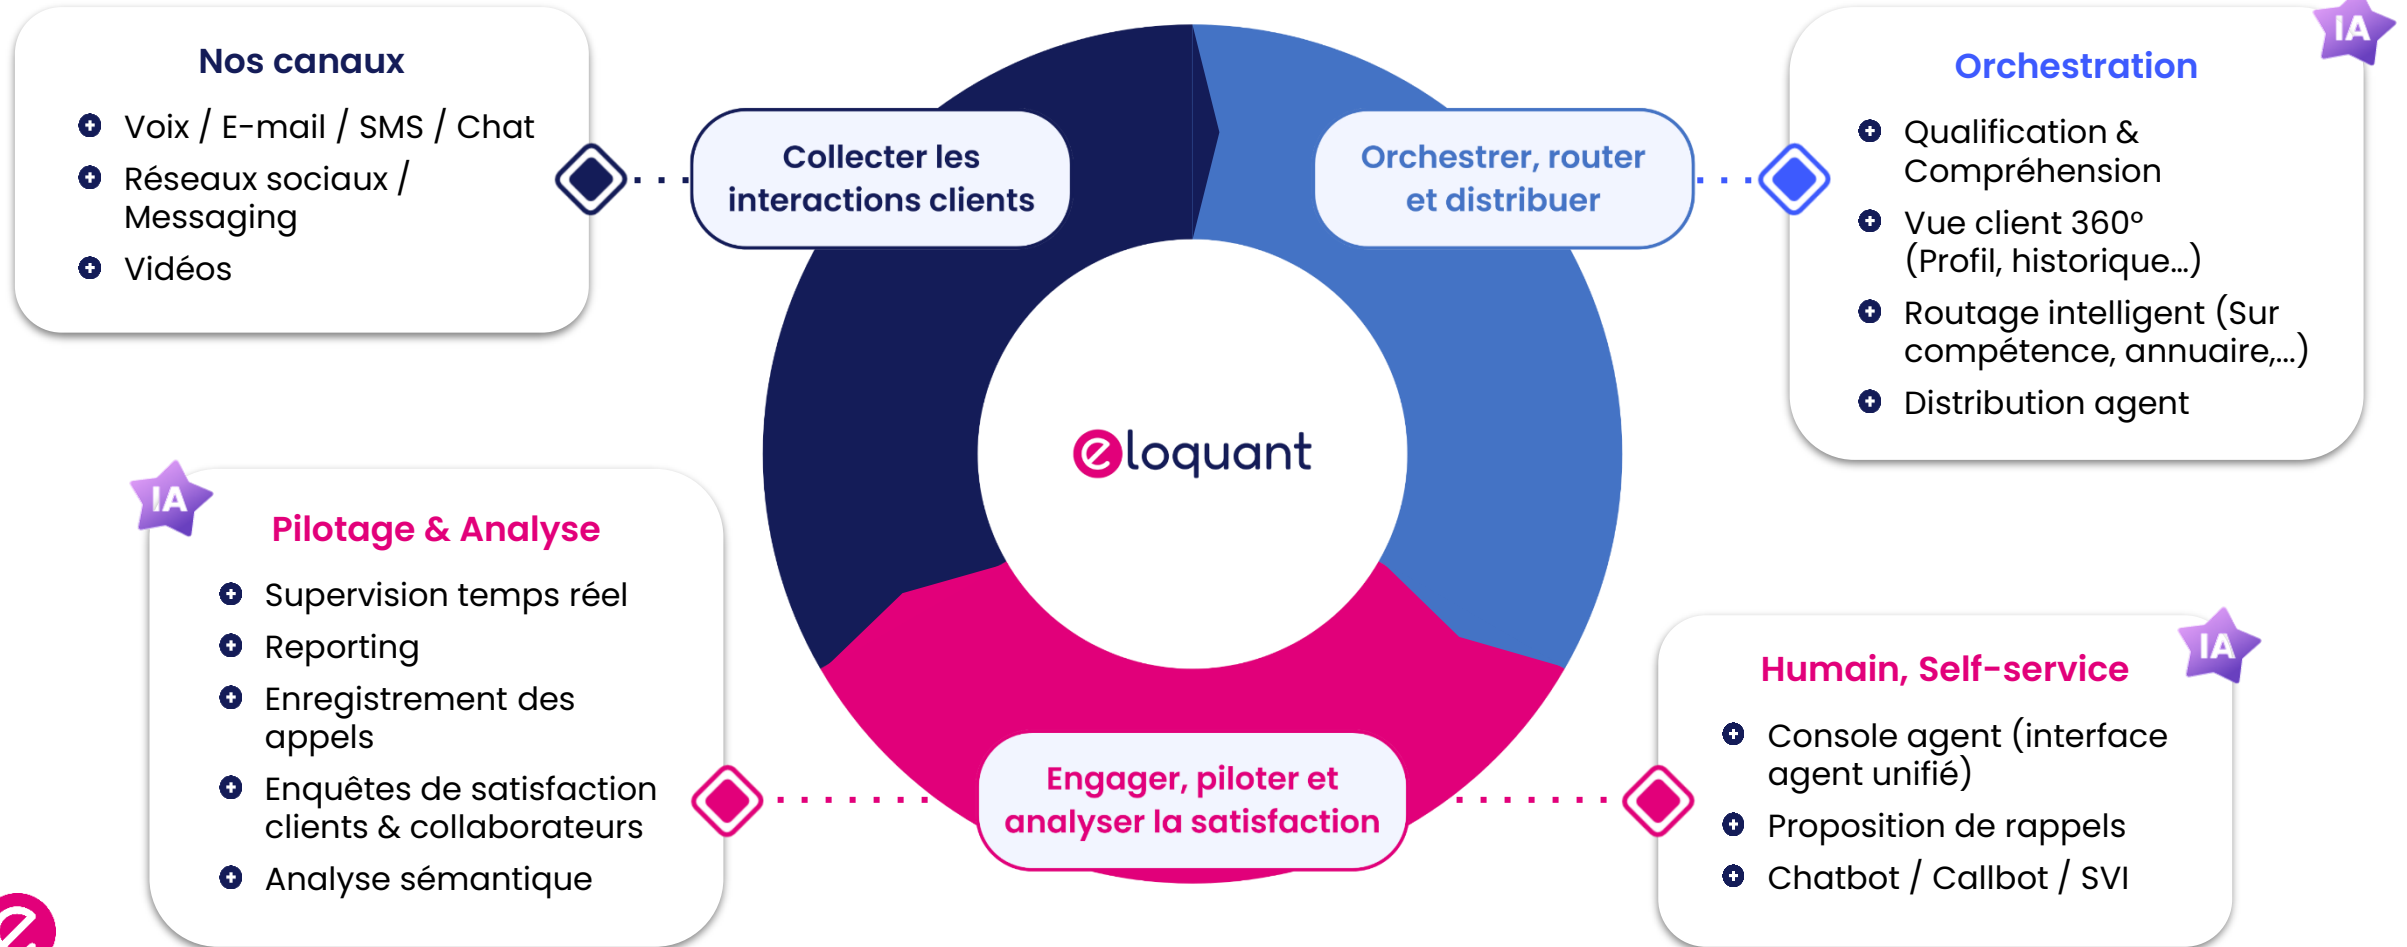 Nos canaux
Voix / E-mail / SMS / Chat
Réseaux sociaux /
Messaging
Vidéos
Collecter les
interactions clients
Orchestrer, router
et distribuer
IA
Orchestration
Qualification &
Compréhension
Vue client 360°
(Profil, historique...)
Routage intelligent (Sur
compétence, annuaire,...)
Distribution agent
eloquant
IA
Pilotage & Analyse
Supervision temps réel
Reporting
Enregistrement des
appels
Enquêtes de satisfaction
clients & collaborateurs
Analyse sémantique
Engager, piloter et
analyser la satisfaction
IA
Humain, Self-service
Console agent (interface
agent unifié)
Proposition de rappels
Chatbot / Callbot / SVI
e